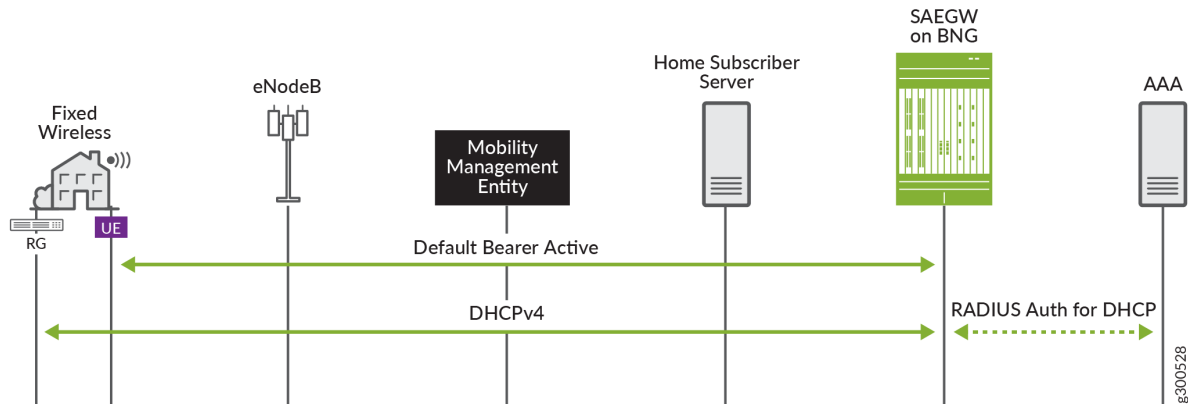 SAEGW
on BNG
Home Subscriber
Server
eNodeB
AAA
Fixed
Wireless
Mobility
Management
Entity
UE
RG
Default Bearer Active
DHCPv4
RADIUS Auth for DHCP
g300528